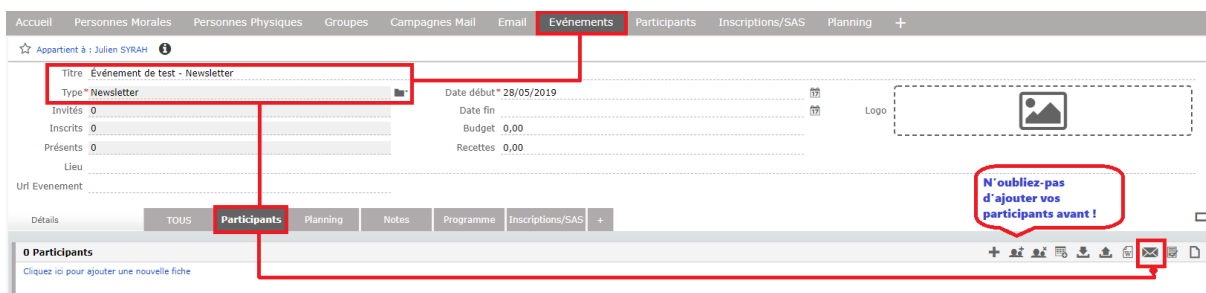 Accueil Personnes Morales Personnes Physiques Groupes Campagnes Mail Email Evénements Participants Inscriptions/SAS Planning +
Appartient à : Julien SYRAH
Titre Événement de test - Newsletter
Type* Newsletter Date début* 28/05/2019
Invités 0 Date fin Logo
Inscrits 0 Budget 0,00
Présents 0 Recettes 0,00
Lieu
Url Evenement
N'oubliez-pas
d'ajouter vos
participants avant !
Détails TOUS Participants Planning Notes Programme Inscriptions/SAS +
0 Participants
Cliquez ici pour ajouter une nouvelle fiche